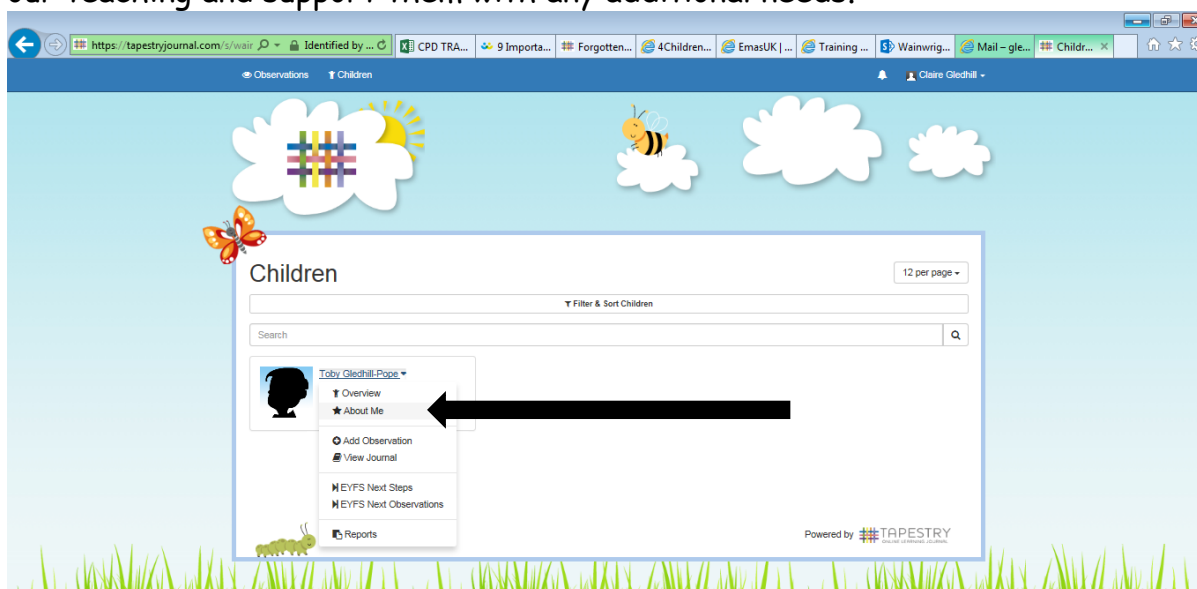 our teaching and support them with any additional needs.
https://tapestryjournal.com/s/wair
Identified by ...
CPD TRA...
9 Importa...
Forgotten...
4Children...
EmasUK | ...
Training ...
Wainwrig...
Mail – gle...
Childr...
Observations
Children
Claire Gledhill
Children
12 per page
Filter & Sort Children
Search
Toby Gledhill-Pope
Overview
About Me
Add Observation
View Journal
EYFS Next Steps
EYFS Next Observations
Reports
Powered by TAPESTRY
ONLINE LEARNING JOURNAL